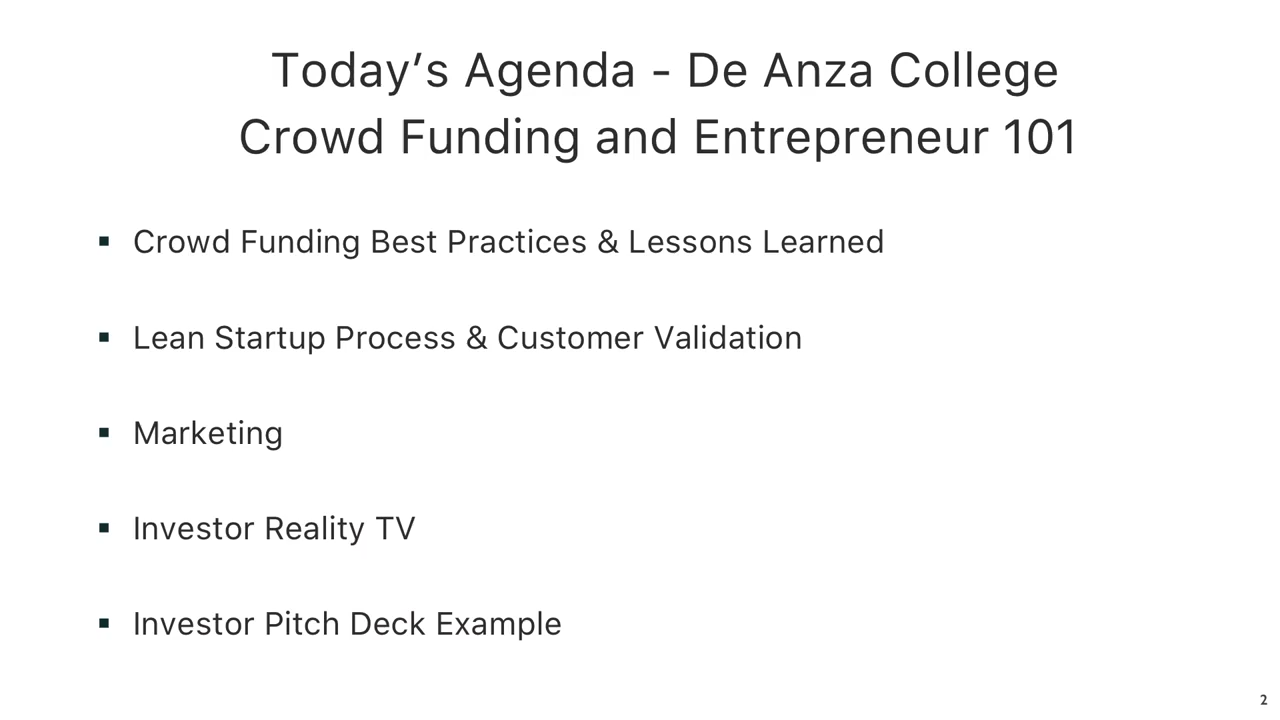 Today’s Agenda - De Anza College
Crowd Funding and Entrepreneur 101
▪ Crowd Funding Best Practices & Lessons Learned
▪ Lean Startup Process & Customer Validation
▪ Marketing
▪ Investor Reality TV
▪ Investor Pitch Deck Example
2